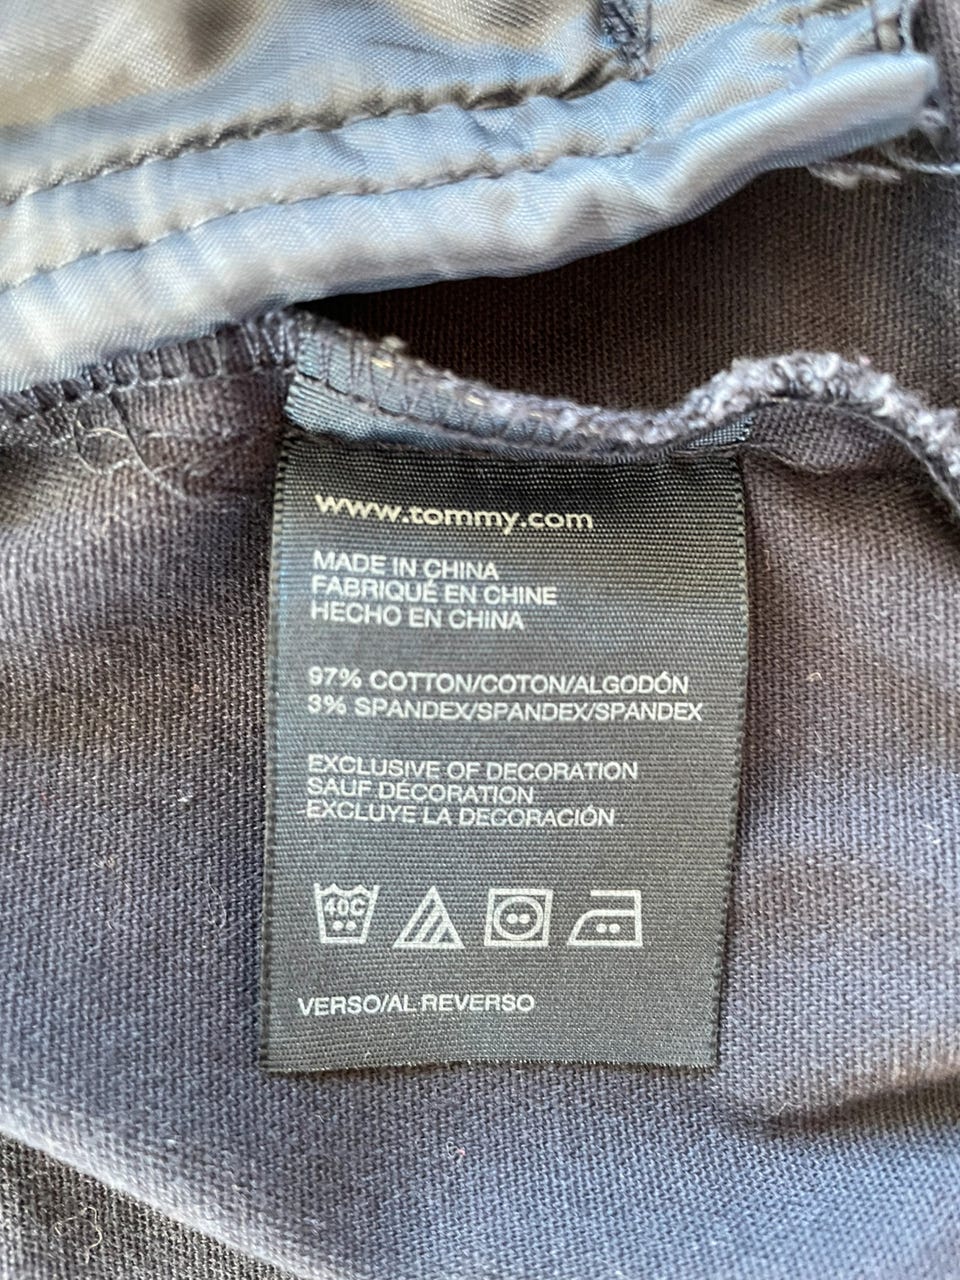 www.tommy.com
MADE IN CHINA
FABRIQUÉ EN CHINE
HECHO EN CHINA
97% COTTON/COTON/ALGODÓN
3% SPANDEX/SPANDEX/SPANDEX
EXCLUSIVE OF DECORATION
SAUF DÉCORATION
EXCLUYE LA DECORACIÓN
40C
VERSO/AL REVERSO